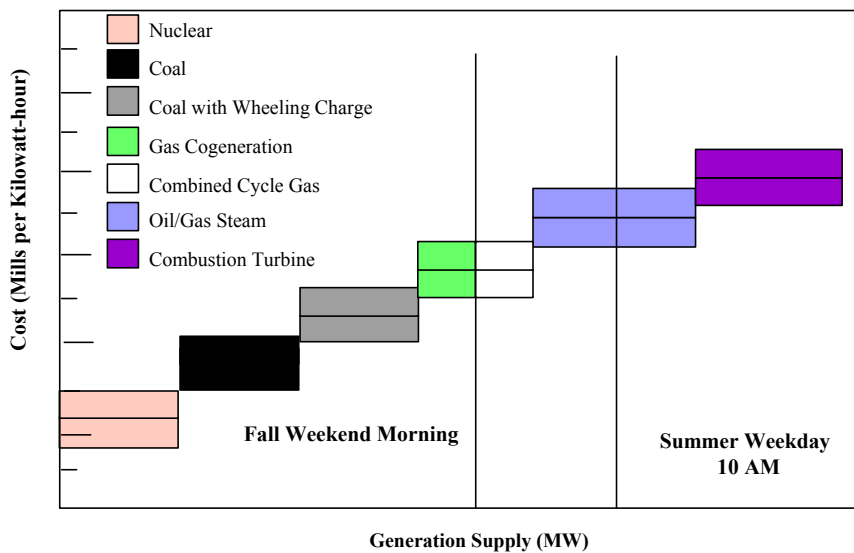 Nuclear
Coal
Coal with Wheeling Charge
Gas Cogeneration
Combined Cycle Gas
Oil/Gas Steam
Combustion Turbine
Cost (Mills per Kilowatt-hour)
Fall Weekend Morning
Summer Weekday
10 AM
Generation Supply (MW)